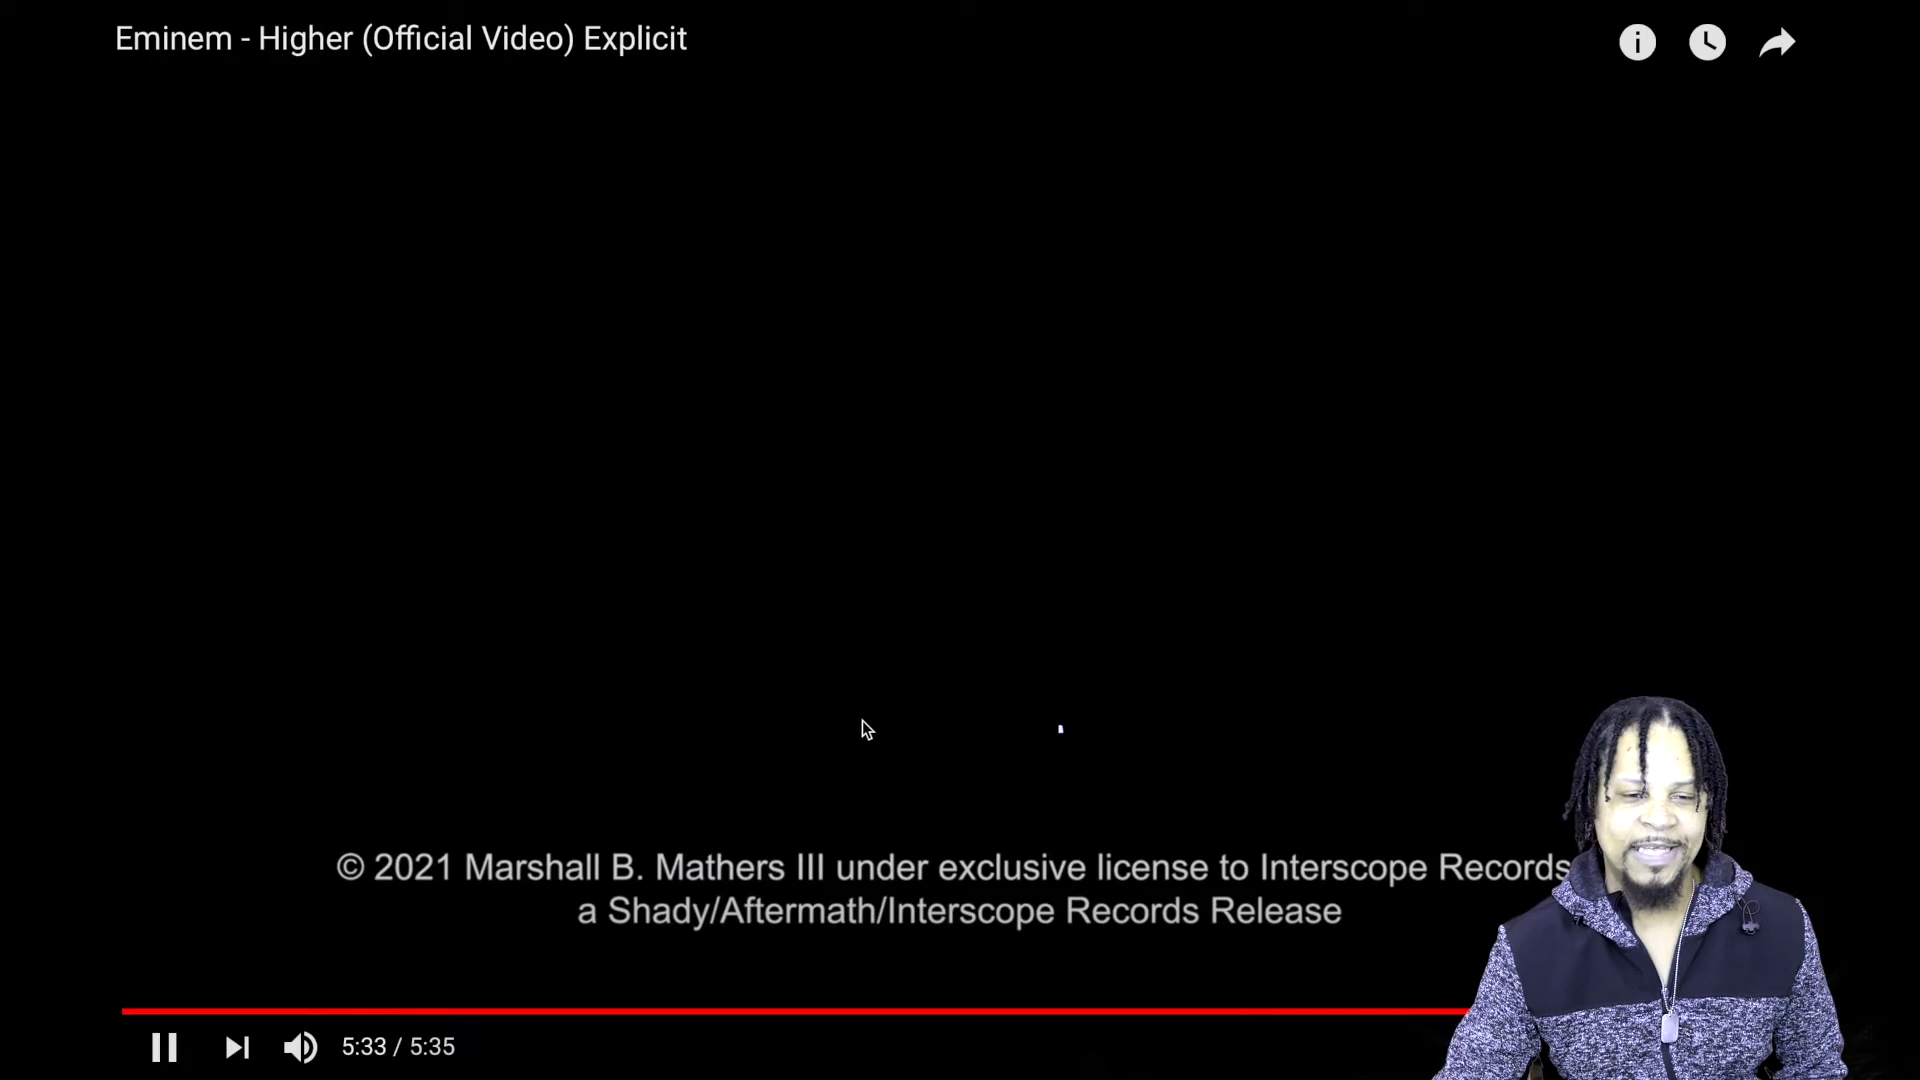 Eminem - Higher (Official Video) Explicit
© 2021 Marshall B. Mathers III under exclusive license to Interscope Records
a Shady/Aftermath/Interscope Records Release
5:33 / 5:35